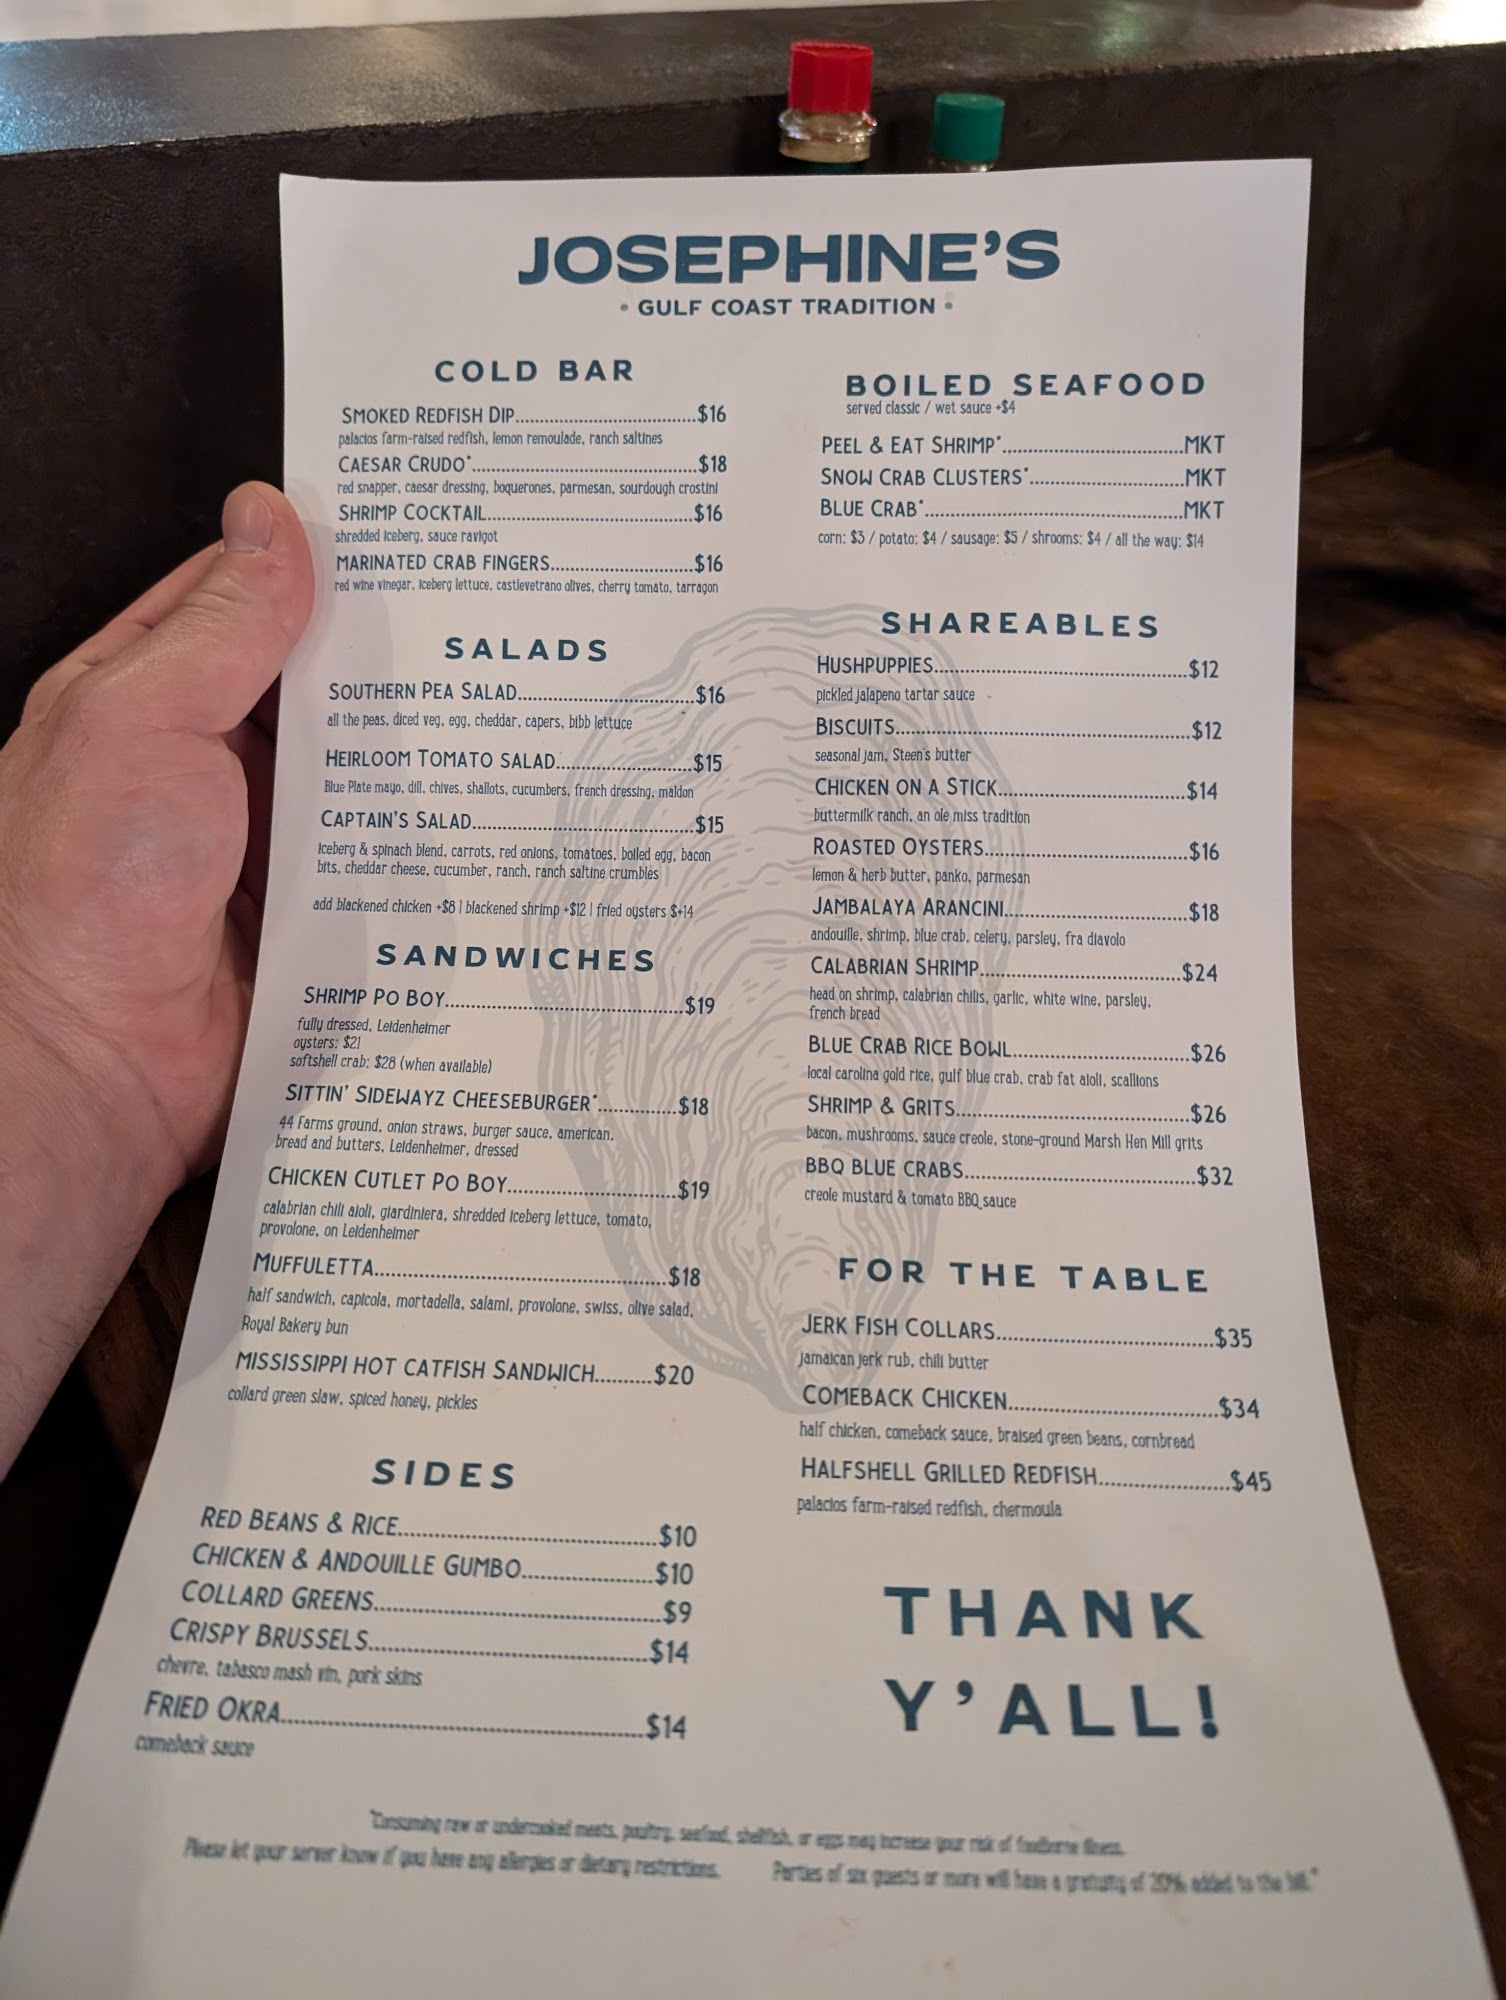 JOSEPHINE'S
• GULF COAST TRADITION •
COLD BAR
SMOKED REDFISH DIP..............................$16
palacios farm-raised redfish, lemon remoulade, ranch saltines
CAESAR CRUDO*..............................$18
red snapper, caesar dressing, boquerones, parmesan, sourdough crostini
SHRIMP COCKTAIL..............................$16
shredded iceberg, sauce ravigot
MARINATED CRAB FINGERS..............................$16
red wine vinegar, iceberg lettuce, castlevetrano olives, cherry tomato, tarragon
SALADS
SOUTHERN PEA SALAD..............................$16
all the peas, diced veg, egg, cheddar, capers, bibb lettuce
HEIRLOOM TOMATO SALAD..............................$15
Blue Plate mayo, dill, chives, shallots, cucumbers, french dressing, maldon
CAPTAIN'S SALAD..............................$15
iceberg & spinach blend, carrots, red onions, tomatoes, boiled egg, bacon
bits, cheddar cheese, cucumber, ranch, ranch saltine crumbles
add blackened chicken +$8 | blackened shrimp +$12 | fried oysters $+14
SANDWICHES
SHRIMP PO BOY..............................$19
fully dressed, Leidenheimer
oysters: $21
softshell crab: $28 (when available)
SITTIN' SIDEWAYZ CHEESEBURGER*..............$18
44 Farms ground, onion straws, burger sauce, american,
bread and butters, Leidenheimer, dressed
CHICKEN CUTLET PO BOY..............................$19
calabrian chili aioli, giardiniera, shredded iceberg lettuce, tomato,
provolone, on Leidenheimer
MUFFULETTA..............................$18
half sandwich, capicola, mortadella, salami, provolone, swiss, olive salad,
Royal Bakery bun
MISSISSIPPI HOT CATFISH SANDWICH..........$20
collard green slaw, spiced honey, pickles
SIDES
RED BEANS & RICE..............................$10
CHICKEN & ANDOUILLE GUMBO..............................$10
COLLARD GREENS..............................$9
CRISPY BRUSSELS..............................$14
chevre, tabasco mash vin, pork skins
FRIED OKRA..............................$14
comeback sauce
BOILED SEAFOOD
served classic / wet sauce +$4
PEEL & EAT SHRIMP*..............................MKT
SNOW CRAB CLUSTERS*..............................MKT
BLUE CRAB*..............................MKT
corn: $3 / potato: $4 / sausage: $5 / shrooms: $4 / all the way: $14
SHAREABLES
HUSHPUPPIES..............................$12
pickled jalapeno tartar sauce
BISCUITS..............................$12
seasonal jam, Steen's butter
CHICKEN ON A STICK..............................$14
buttermilk ranch, an ole miss tradition
ROASTED OYSTERS..............................$16
lemon & herb butter, panko, parmesan
JAMBALAYA ARANCINI..............................$18
andouille, shrimp, blue crab, celery, parsley, fra diavolo
CALABRIAN SHRIMP..............................$24
head on shrimp, calabrian chilis, garlic, white wine, parsley,
french bread
BLUE CRAB RICE BOWL..............................$26
local carolina gold rice, gulf blue crab, crab fat aioli, scallions
SHRIMP & GRITS..............................$26
bacon, mushrooms, sauce creole, stone-ground Marsh Hen Mill grits
BBQ BLUE CRABS..............................$32
creole mustard & tomato BBQ sauce
FOR THE TABLE
JERK FISH COLLARS..............................$35
jamaican jerk rub, chili butter
COMEBACK CHICKEN..............................$34
half chicken, comeback sauce, braised green beans, cornbread
HALFSHELL GRILLED REDFISH..............................$45
palacios farm-raised redfish, chermoula
THANK
Y'ALL!
*Consuming raw or undercooked meats, poultry, seafood, shellfish, or eggs may increase your risk of foodborne illness.
Please let your server know if you have any allergies or dietary restrictions. Parties of six guests or more will have a gratuity of 20% added to the bill.*